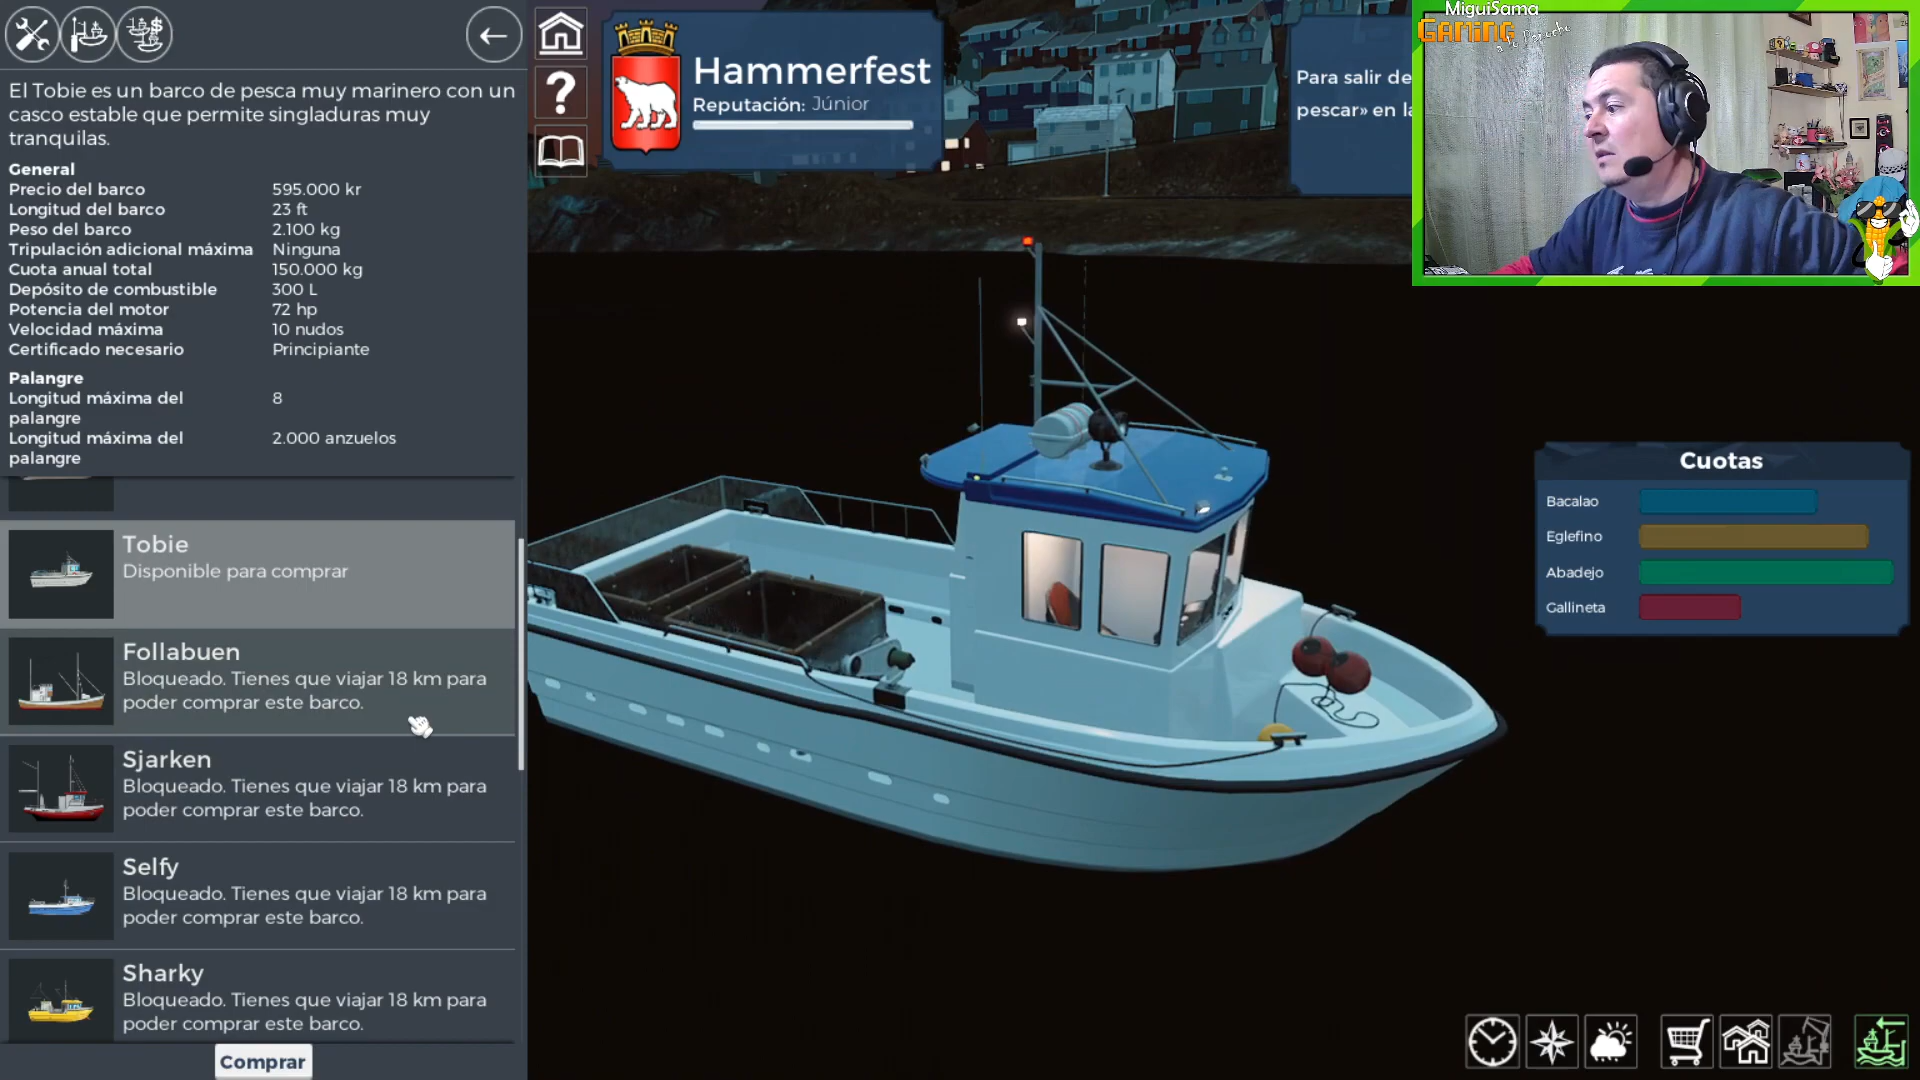 El Tobie es un barco de pesca muy marinero con un
casco estable que permite singladuras muy
tranquilas.
General
Precio del barco 595.000 kr
Longitud del barco 23 ft
Peso del barco 2.100 kg
Tripulación adicional máxima Ninguna
Cuota anual total 150.000 kg
Depósito de combustible 300 L
Potencia del motor 72 hp
Velocidad máxima 10 nudos
Certificado necesario Principiante
Palangre
Longitud máxima del 8
palangre
Longitud máxima del 2.000 anzuelos
palangre
Tobie
Disponible para comprar
Follabuen
Bloqueado. Tienes que viajar 18 km para
poder comprar este barco.
Sjarken
Bloqueado. Tienes que viajar 18 km para
poder comprar este barco.
Selfy
Bloqueado. Tienes que viajar 18 km para
poder comprar este barco.
Sharky
Bloqueado. Tienes que viajar 18 km para
poder comprar este barco.
Comprar
Hammerfest
Reputación: Júnior
Para salir de
pescar» en la
MiguiSama
GAMING
Cuotas
Bacalao
Eglefino
Abadejo
Gallineta